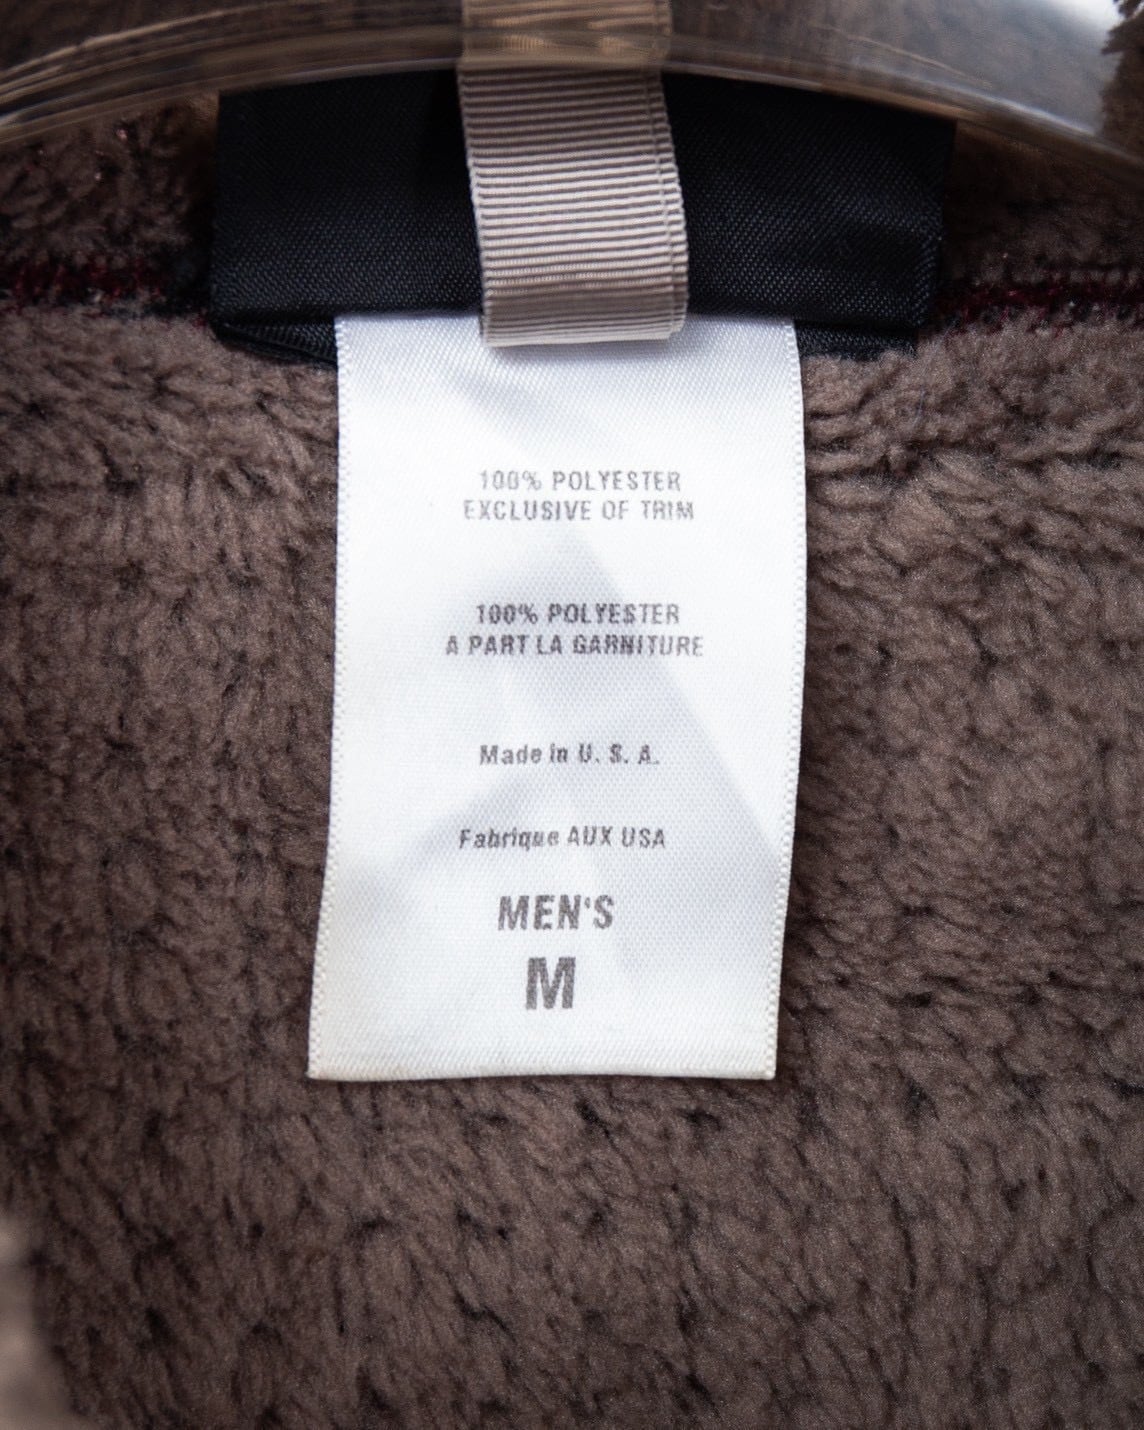 100% POLYESTER
EXCLUSIVE OF TRIM
100% POLYESTER
A PART LA GARNITURE
Made in U. S. A.
Fabrique AUX USA
MEN'S
M